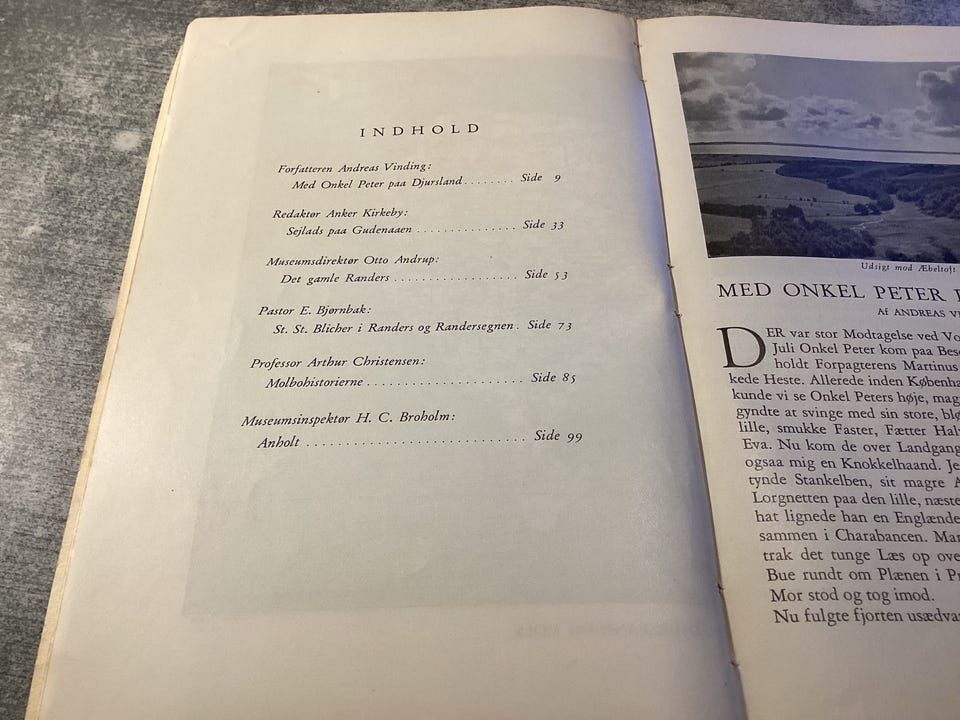 INDHOLD
Forfatteren Andreas Vinding:
Med Onkel Peter paa Djursland........ Side 9
Redaktør Anker Kirkeby:
Sejlads paa Gudenaaen .............. Side 33
Museumsdirektør Otto Andrup:
Det gamle Randers .................. Side 53
Pastor E. Bjørnbak:
St. St. Blicher i Randers og Randersegnen. Side 73
Professor Arthur Christensen:
Molbohistorierne ...................... Side 85
Museumsinspektør H. C. Broholm:
Anholt ............................... Side 99
Udsigt mod Æbeltoft
MED ONKEL PETER
AF ANDREAS
DER var stor Modtagelse ved
Juli Onkel Peter kom paa
holdt Forpagterens Martinus
kede Heste. Allerede inden
kunde vi se Onkel Peters høje,
gyndte at svinge med sin store,
lille, smukke Faster, Fætter
Eva. Nu kom de over
ogsaa mig en Knokkelhaand.
tynde Stankelben, sit magre
Lorgnetten paa den lille, næste
hat lignede han en
sammen i Charabancen.
trak det tunge Læs op
Bue rundt om Plænen i
Mor stod og tog imod.
Nu fulgte fjorten